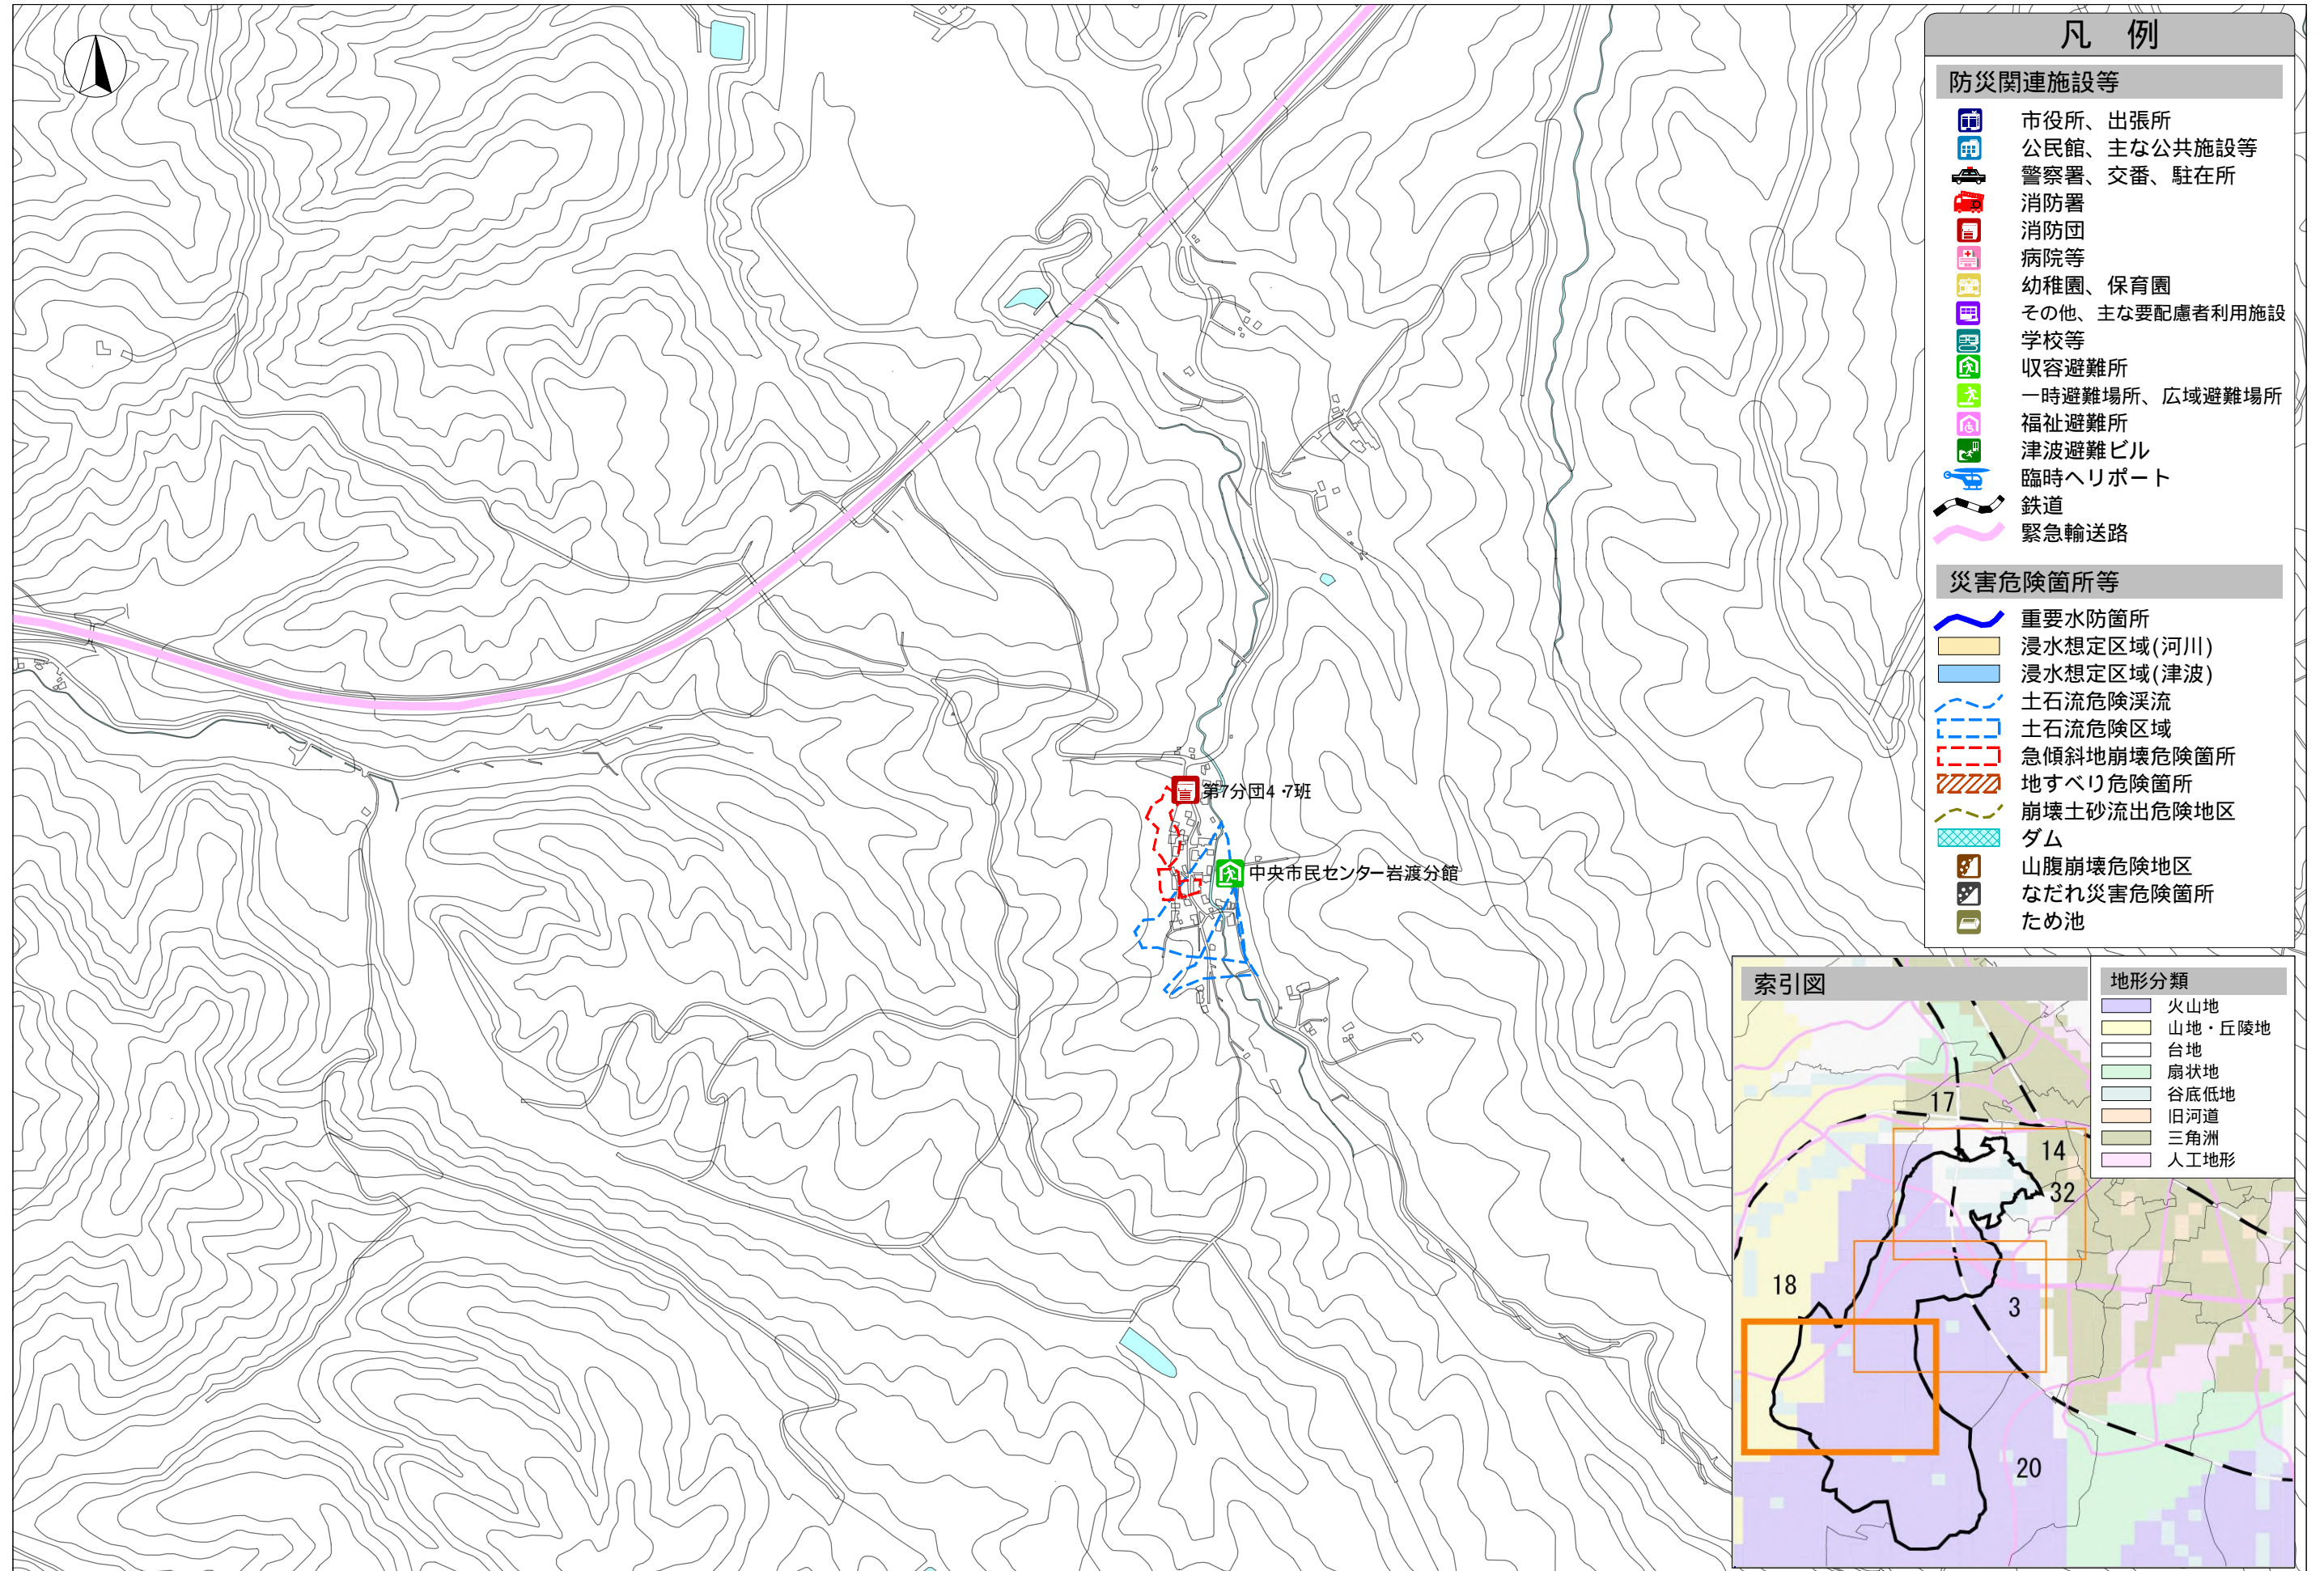 凡 例
防災関連施設等
市役所、出張所
公民館、主な公共施設等
警察署、交番、駐在所
消防署
消防団
病院等
幼稚園、保育園
その他、主な要配慮者利用施設
学校等
収容避難所
一時避難場所、広域避難場所
福祉避難所
津波避難ビル
臨時ヘリポート
鉄道
緊急輸送路
災害危険箇所等
重要水防箇所
浸水想定区域(河川)
浸水想定区域(津波)
土石流危険渓流
土石流危険区域
急傾斜地崩壊危険箇所
地すべり危険箇所
崩壊土砂流出危険地区
ダム
山腹崩壊危険地区
なだれ災害危険箇所
ため池
第7分団4・7班
中央市民センター岩渡分館
索引図
17
14
32
18
3
20
地形分類
火山地
山地・丘陵地
台地
扇状地
谷底低地
旧河道
三角洲
人工地形